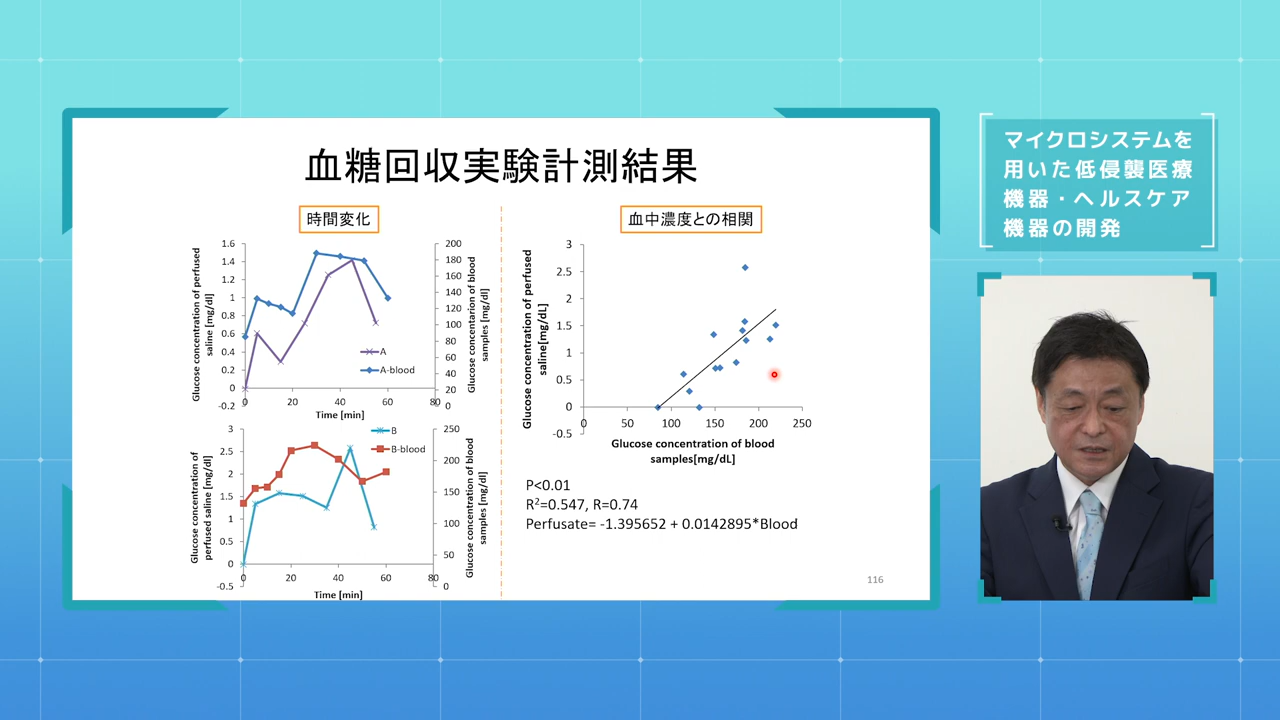 血糖回収実験計測結果
時間変化
Glucose concentration of perfused
saline [mg/dl]
1.6
1.4
1.2
1
0.8
0.6
0.4
0.2
0
-0.2
200
180
160
140
120
100
80
60
40
20
0
Glucose concentarion of blood
samples [mg/dl]
A
A-blood
0
20
40
60
80
Time [min]
Glucose concentration of
perfused saline [mg/dl]
3
2.5
2
1.5
1
0.5
0
-0.5
250
200
150
100
50
0
Glucose concentration of blood
samples [mg/dl]
B
B-blood
0
20
40
60
80
Time [min]
血中濃度との相関
Glucose concentration of perfused
saline[mg/dL]
3
2.5
2
1.5
1
0.5
0
-0.5
0
50
100
150
200
250
Glucose concentration of blood
samples[mg/dL]
P<0.01
R²=0.547, R=0.74
Perfusate= -1.395652 + 0.0142895*Blood
116
マイクロシステムを
用いた低侵襲医療
機器・ヘルスケア
機器の開発